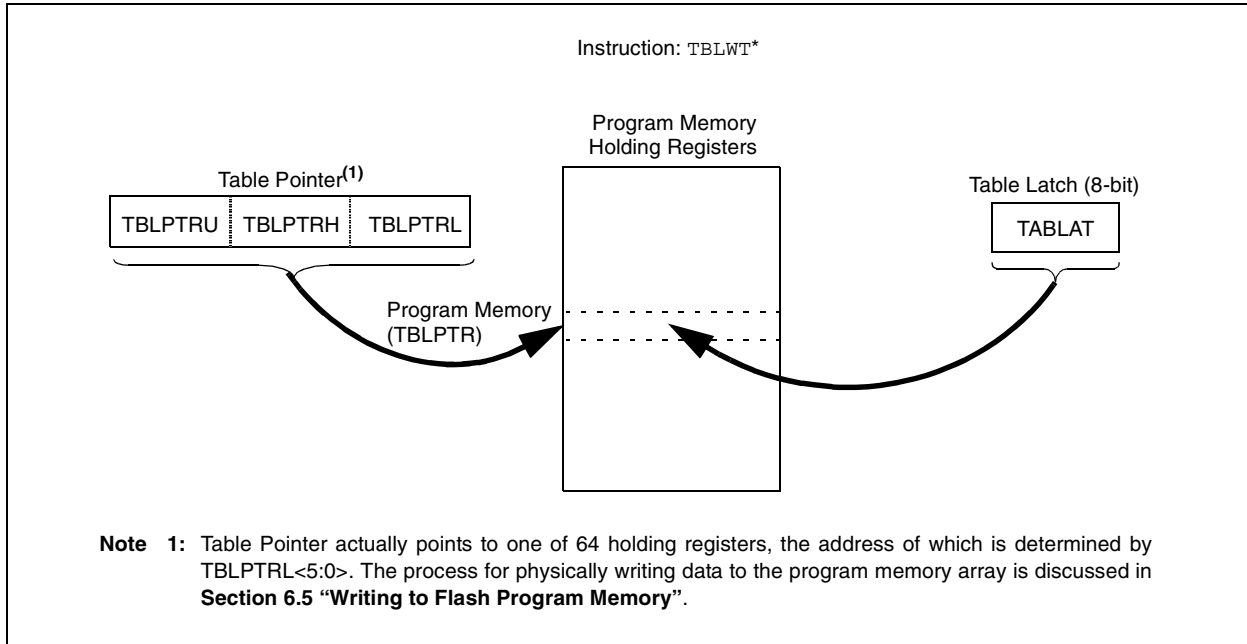 Instruction: TBLWT*
Program Memory
Holding Registers
Table Pointer(1)
Table Latch (8-bit)
TBLPTRU TBLPTRH TBLPTRL
TABLAT
Program Memory
(TBLPTR)
Note 1: Table Pointer actually points to one of 64 holding registers, the address of which is determined by
TBLPTRL<5:0>. The process for physically writing data to the program memory array is discussed in
Section 6.5 “Writing to Flash Program Memory”.